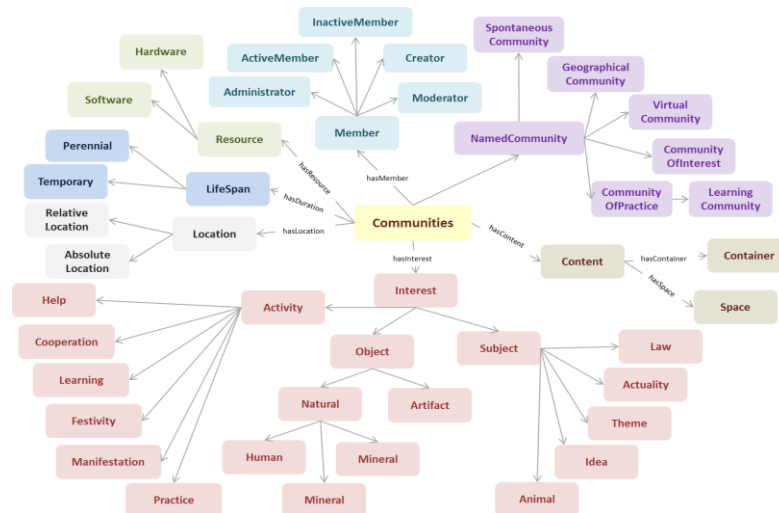 InactiveMember
Spontaneous
Community
Hardware
ActiveMember
Creator
Geographical
Community
Software
Administrator
Moderator
Virtual
Community
Resource
Member
NamedCommunity
Perennial
hasResource
hasMember
Community
OfInterest
Temporary
LifeSpan
hasDuration
Community
OfPractice
Learning
Community
Relative
Location
Location
hasLocation
Communities
hasContent
Absolute
Location
hasInterest
Content
hasContainer
Container
hasSpace
Help
Activity
Interest
Space
Cooperation
Object
Subject
Law
Learning
Actuality
Festivity
Natural
Artifact
Theme
Manifestation
Human
Mineral
Idea
Practice
Mineral
Animal